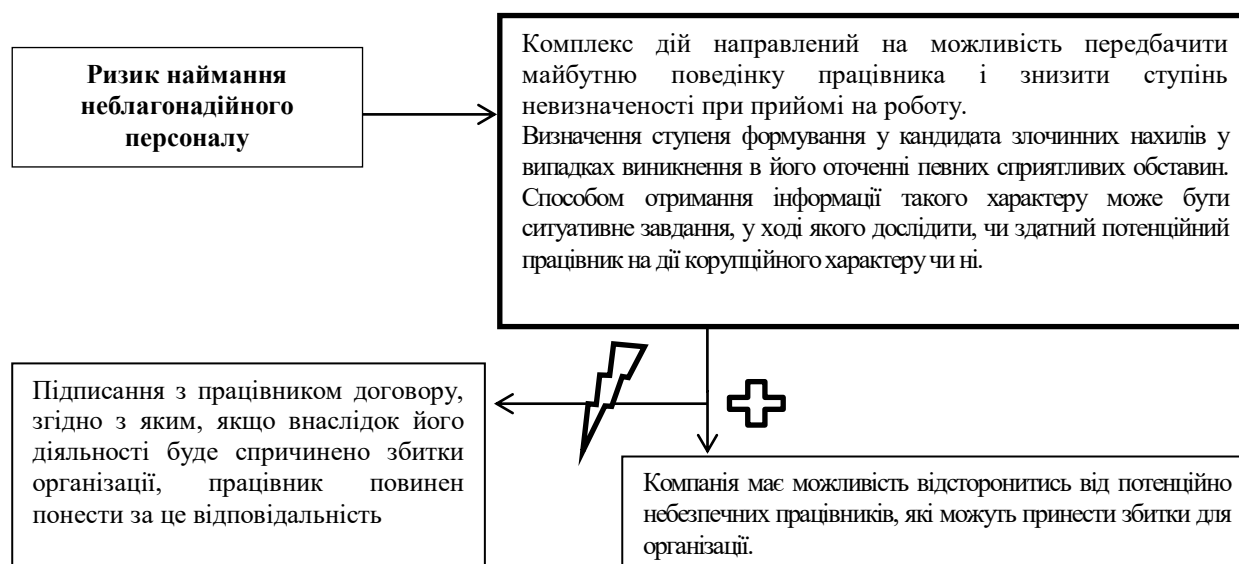 Ризик наймання
неблагонадійного
персоналу
Комплекс дій направлений на можливість передбачити
майбутню поведінку працівника і знизити ступінь
невизначеності при прийомі на роботу.
Визначення ступеня формування у кандидата злочинних нахилів у
випадках виникнення в його оточенні певних сприятливих обставин.
Способом отримання інформації такого характеру може бути
ситуативне завдання, у ході якого дослідити, чи здатний потенційний
працівник на дії корупційного характеру чи ні.
Підписання з працівником договору,
згідно з яким, якщо внаслідок його
діяльності буде спричинено збитки
організації, працівник повинен
понести за це відповідальність
Компанія має можливість відсторонитись від потенційно
небезпечних працівників, які можуть принести збитки для
організації.